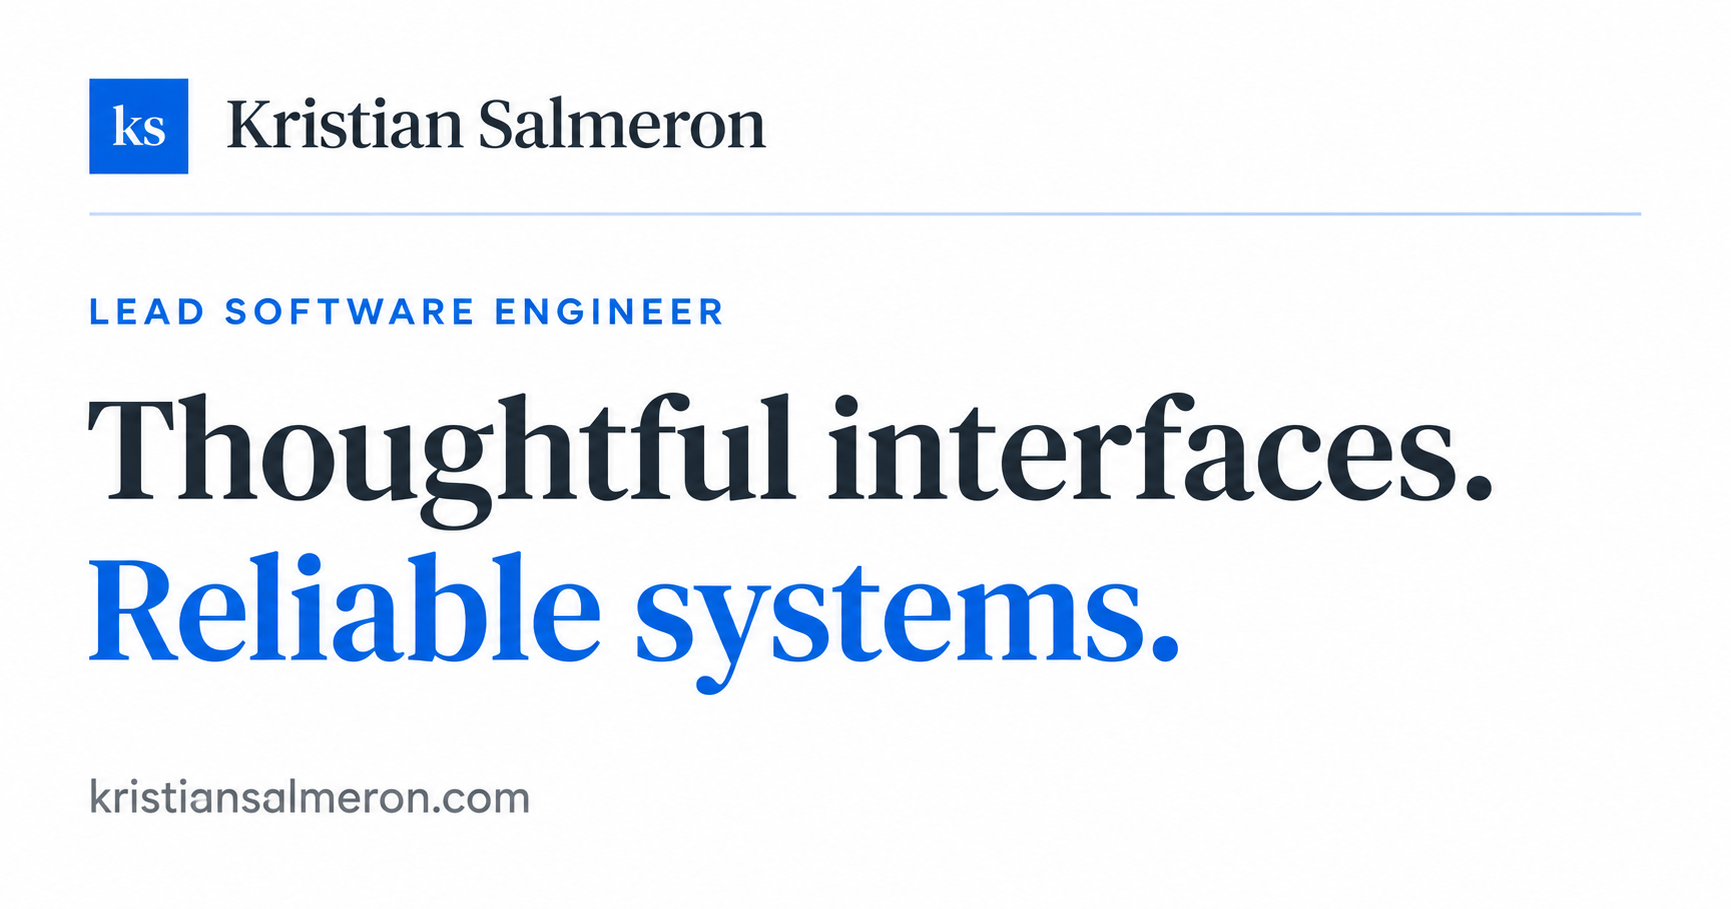 ks
Kristian Salmeron
LEAD SOFTWARE ENGINEER
Thoughtful interfaces.
Reliable systems.
kristiansalmeron.com